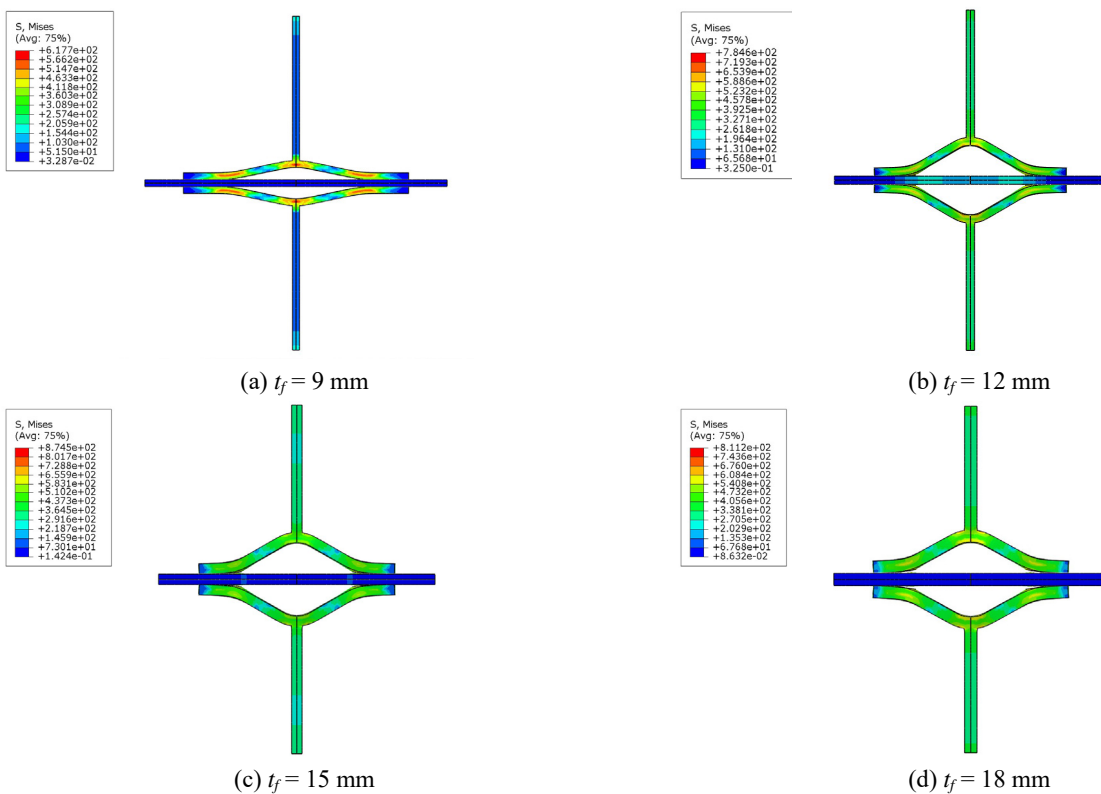 S, Mises
(Avg: 75%)
+6.177e+02
+5.662e+02
+5.147e+02
+4.633e+02
+4.118e+02
+3.603e+02
+3.089e+02
+2.574e+02
+2.059e+02
+1.544e+02
+1.030e+02
+5.150e+01
+3.287e-02
S, Mises
(Avg: 75%)
+7.846e+02
+7.193e+02
+6.539e+02
+5.886e+02
+5.232e+02
+4.578e+02
+3.925e+02
+3.271e+02
+2.618e+02
+1.964e+02
+1.310e+02
+6.568e+01
+3.250e-01
(a) tf = 9 mm
(b) tf = 12 mm
S, Mises
(Avg: 75%)
+8.745e+02
+8.017e+02
+7.288e+02
+6.559e+02
+5.831e+02
+5.102e+02
+4.373e+02
+3.645e+02
+2.916e+02
+2.187e+02
+1.459e+02
+7.301e+01
+1.424e-01
S, Mises
(Avg: 75%)
+8.112e+02
+7.436e+02
+6.760e+02
+6.084e+02
+5.408e+02
+4.732e+02
+4.056e+02
+3.381e+02
+2.705e+02
+2.029e+02
+1.353e+02
+6.768e+01
+8.632e-02
(c) tf = 15 mm
(d) tf = 18 mm